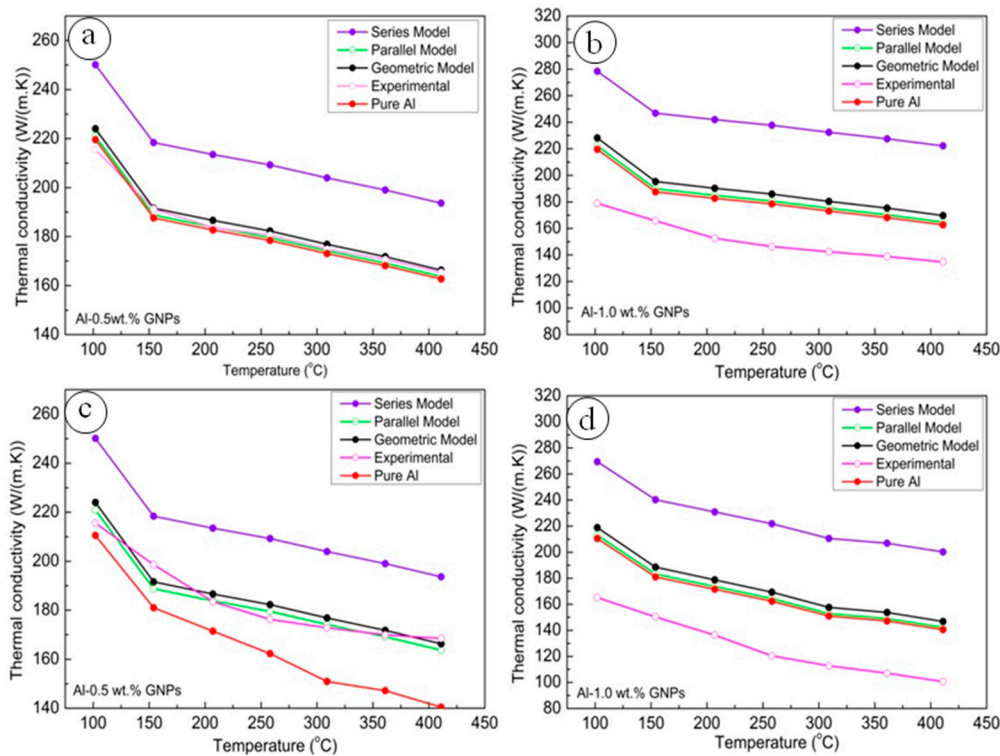 a
Series Model
Parallel Model
Geometric Model
Experimental
Pure Al
Thermal conductivity (W/(m.K))
260
240
220
200
180
160
140
Al-0.5wt.% GNPs
100 150 200 250 300 350 400 450
Temperature (°C)
b
Series Model
Parallel Model
Geometric Model
Experimental
Pure Al
Thermal conductivity (W/(m.K))
320
300
280
260
240
220
200
180
160
140
120
100
80
Al-1.0 wt.% GNPs
100 150 200 250 300 350 400 450
Temperature (°C)
c
Series Model
Parallel Model
Geometric Model
Experimental
Pure Al
Thermal conductivity (W/(m.K))
260
240
220
200
180
160
140
Al-0.5 wt.% GNPs
100 150 200 250 300 350 400 450
Temperature (°C)
d
Series Model
Parallel Model
Geometric Model
Experimental
Pure Al
Thermal conductivity (W/(m.K))
320
300
280
260
240
220
200
180
160
140
120
100
80
Al-1.0 wt.% GNPs
100 150 200 250 300 350 400 450
Temperature (°C)